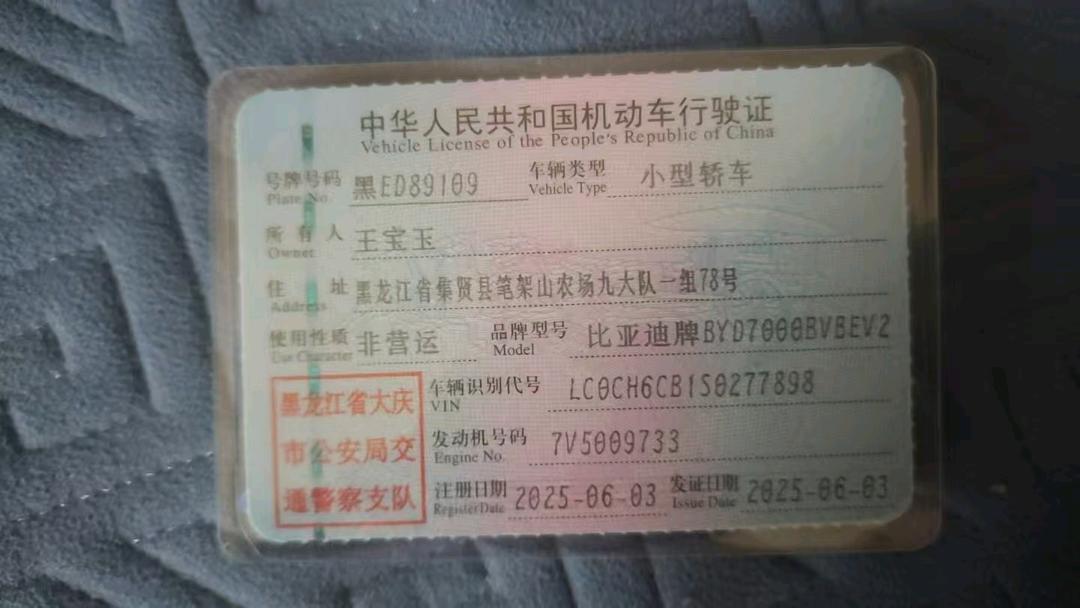 中华人民共和国机动车行驶证
Vehicle License of the People's Republic of China
号牌号码 黑ED89109 车辆类型 小型轿车
Plate No. Vehicle Type
所有人 王宝玉
Owner
住址 黑龙江省集贤县笔架山农场九大队一组78号
Address
使用性质 非营运 品牌型号 比亚迪牌BYD7000BVBEV2
Use Character Model
车辆识别代号 LC0CH6CB1S0277898
VIN
发动机号码 7V5009733
Engine No.
注册日期 2025-06-03 发证日期 2025-06-03
Register Date Issue Date
黑龙江省大庆
市公安局交
通警察支队